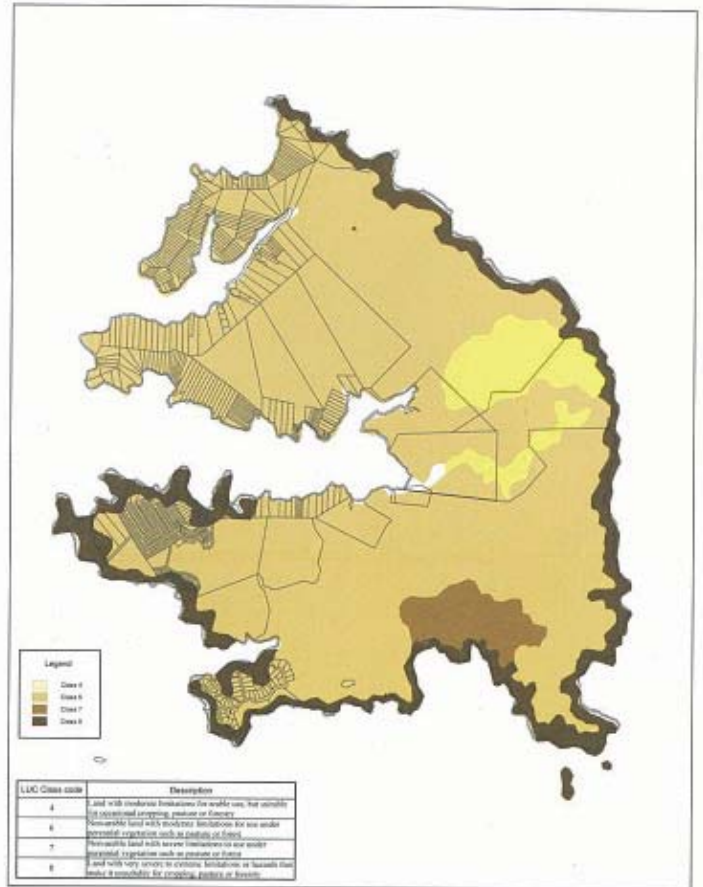 Legend
Class 4
Class 6
Class 7
Class 8
LUC Class code Description
4 Land with moderate limitations for arable use, but suitable
for occasional cropping, pasture or forestry
6 Non-arable land with moderate limitations for use under
perennial vegetation such as pasture or forest
7 Non-arable land with severe limitations to use under
perennial vegetation such as pasture or forest
8 Land with very severe to extreme limitations or hazards that
make it unsuitable for cropping, pasture or forestry